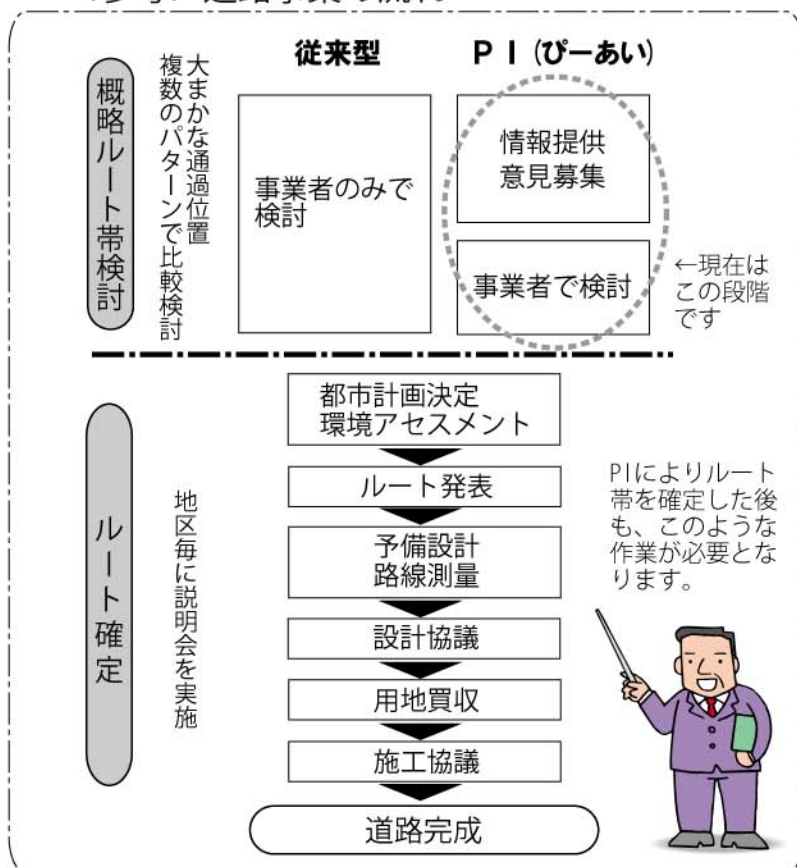 従来型
PI(ぴーあい)
概略ルート帯検討
大まかな通過位置
複数のパターンで比較検討
事業者のみで
検討
情報提供
意見募集
事業者で検討
←現在は
この段階
です
ルート確定
地区毎に説明会を実施
都市計画決定
環境アセスメント
ルート発表
予備設計
路線測量
設計協議
用地買収
施工協議
道路完成
PIによりルート
帯を確定した後
も、このような
作業が必要とな
ります。